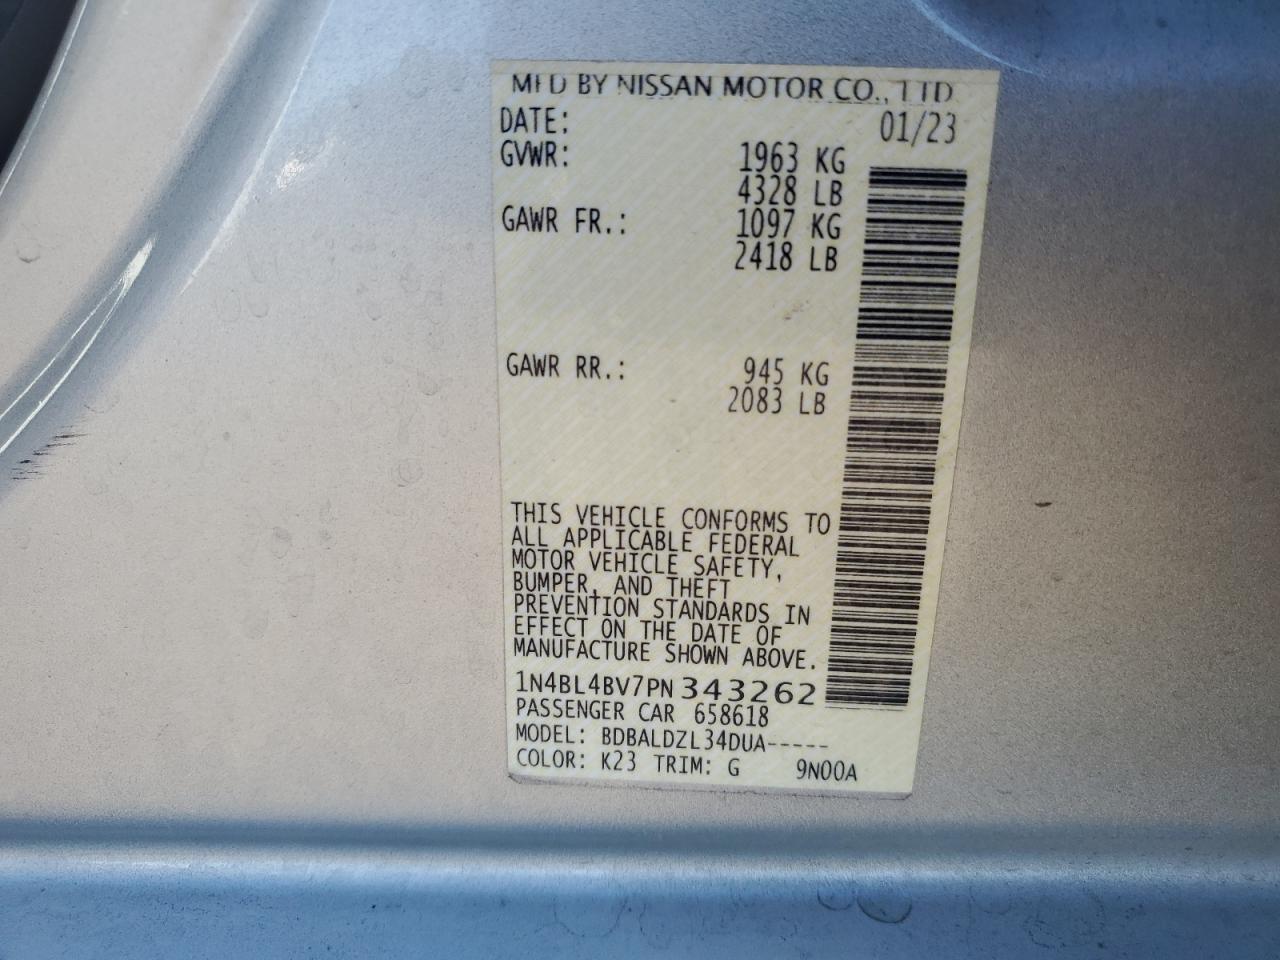 MFD BY NISSAN MOTOR CO., LTD
DATE: 01/23
GVWR: 1963 KG
4328 LB
GAWR FR.: 1097 KG
2418 LB
GAWR RR.: 945 KG
2083 LB
THIS VEHICLE CONFORMS TO
ALL APPLICABLE FEDERAL
MOTOR VEHICLE SAFETY,
BUMPER, AND THEFT
PREVENTION STANDARDS IN
EFFECT ON THE DATE OF
MANUFACTURE SHOWN ABOVE.
1N4BL4BV7PN343262
PASSENGER CAR 658618
MODEL: BDBALDZL34DUA-----
COLOR: K23 TRIM: G 9N00A